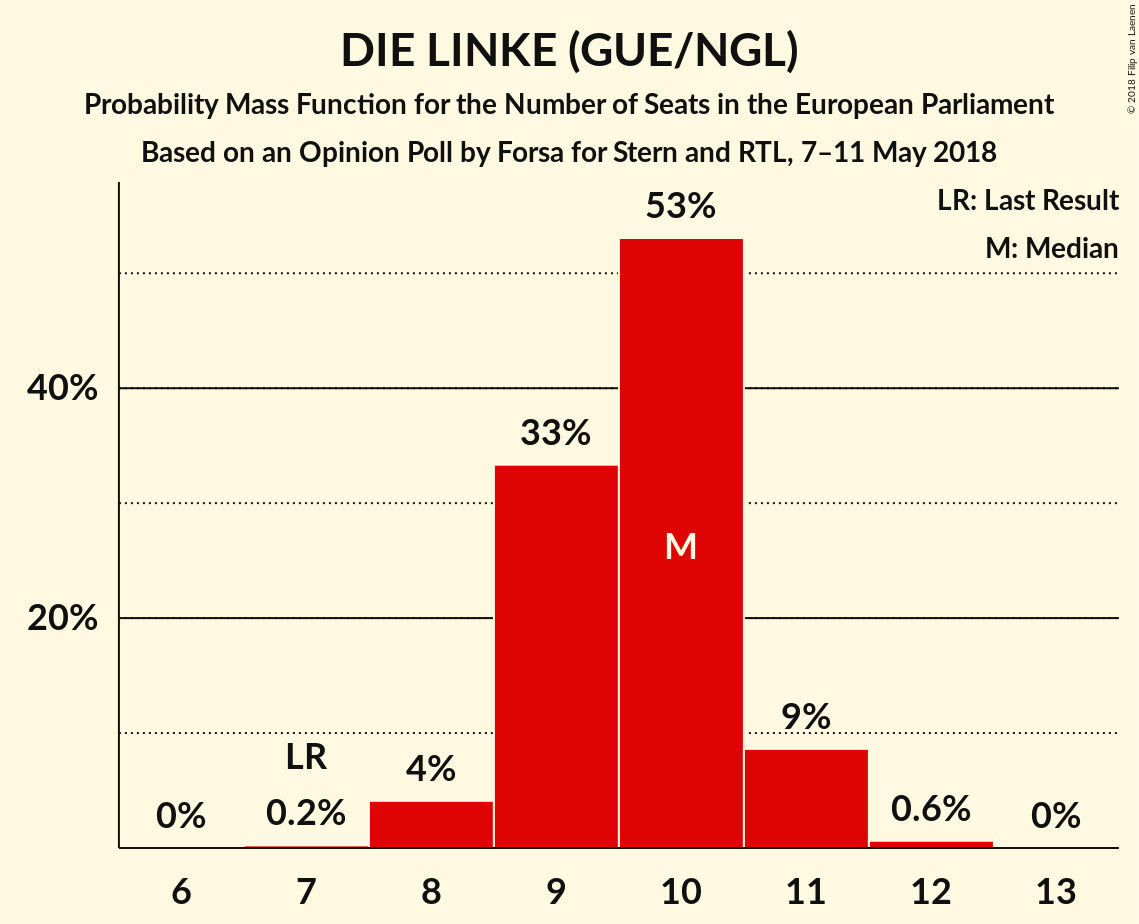 DIE LINKE (GUE/NGL)
Probability Mass Function for the Number of Seats in the European Parliament
Based on an Opinion Poll by Forsa for Stern and RTL, 7–11 May 2018
© 2018 Filip van Laenen
LR: Last Result
M: Median
53%
40%
33%
M
20%
9%
LR
4%
0%
0.2%
0.6%
0%
6 7 8 9 10 11 12 13